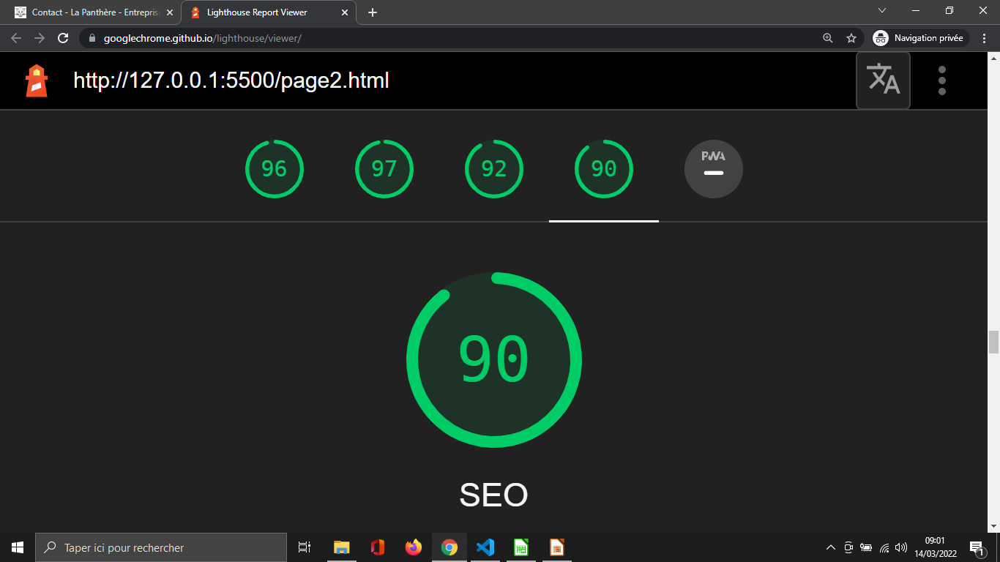 Contact - La Panthère - Entrepris
Lighthouse Report Viewer
googlechrome.github.io/lighthouse/viewer/
Navigation privée
http://127.0.0.1:5500/page2.html
96
97
92
90
PWA
90
SEO
Taper ici pour rechercher
09:01
14/03/2022
1